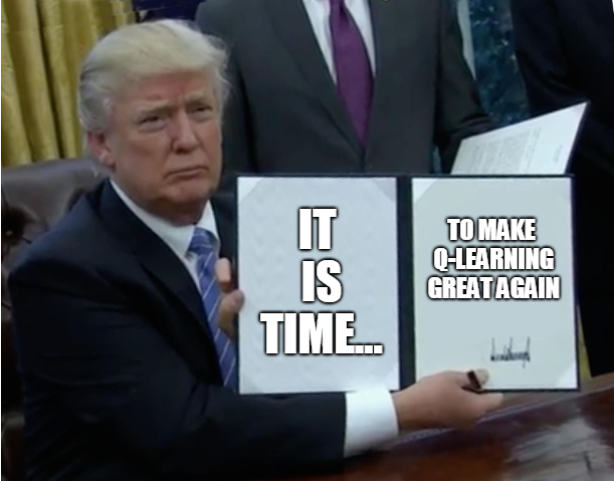 IT
IS
TIME...
TO MAKE
Q-LEARNING
GREAT AGAIN